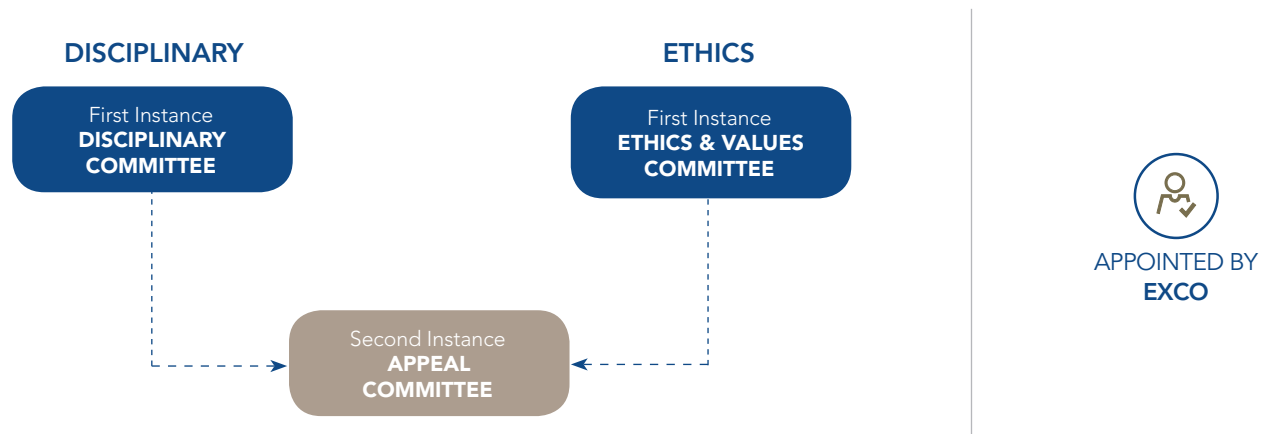 DISCIPLINARY
First Instance
DISCIPLINARY
COMMITTEE
ETHICS
First Instance
ETHICS & VALUES
COMMITTEE
Second Instance
APPEAL
COMMITTEE
APPOINTED BY
EXCO